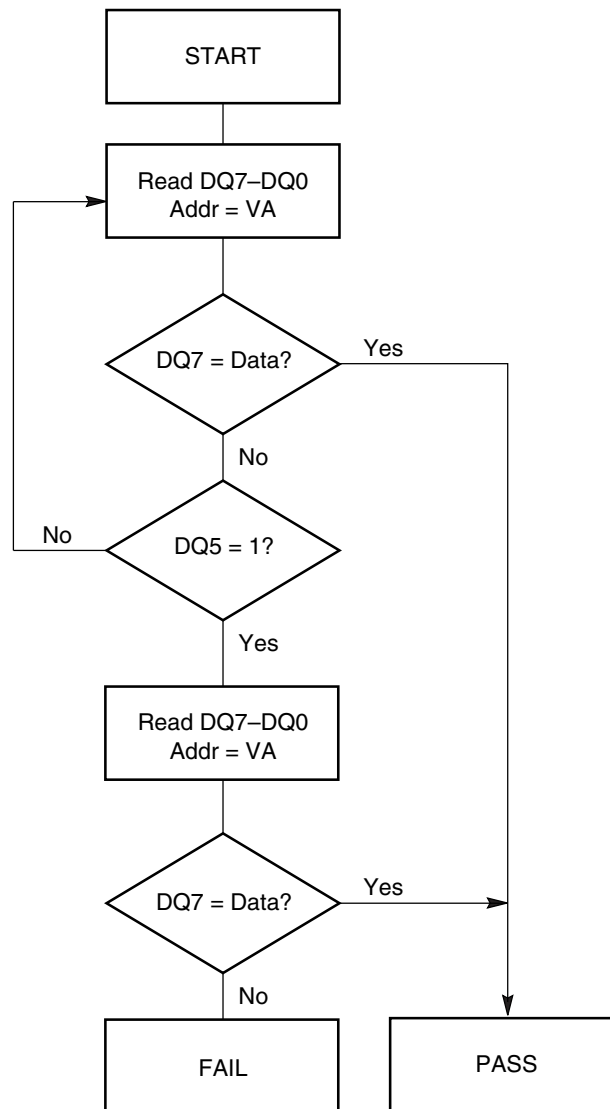 START
Read DQ7–DQ0
Addr = VA
DQ7 = Data?
Yes
No
No
DQ5 = 1?
Yes
Read DQ7–DQ0
Addr = VA
DQ7 = Data?
Yes
No
FAIL
PASS